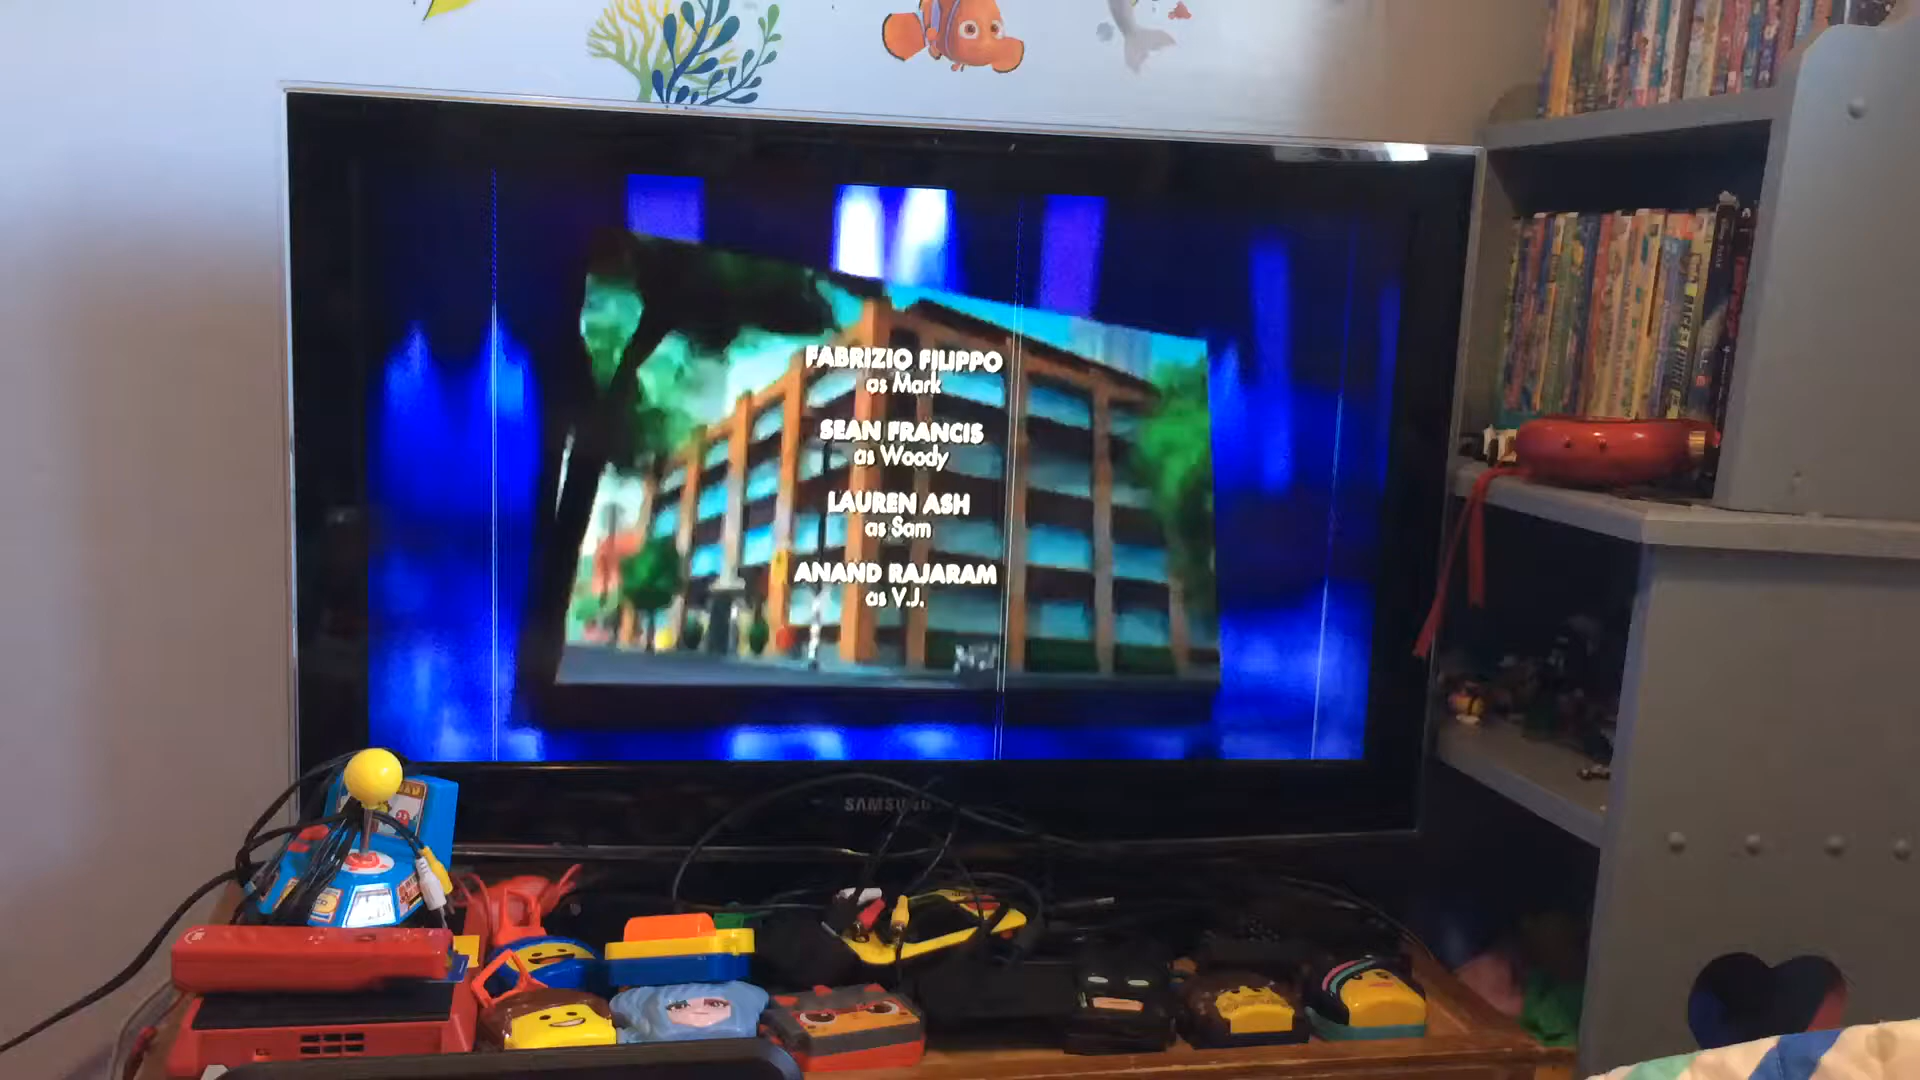 FABRIZIO FILIPPO
as Mark
SEAN FRANCIS
as Woody
LAUREN ASH
as Sam
ANAND RAJARAM
as V.J.
SAMSUNG